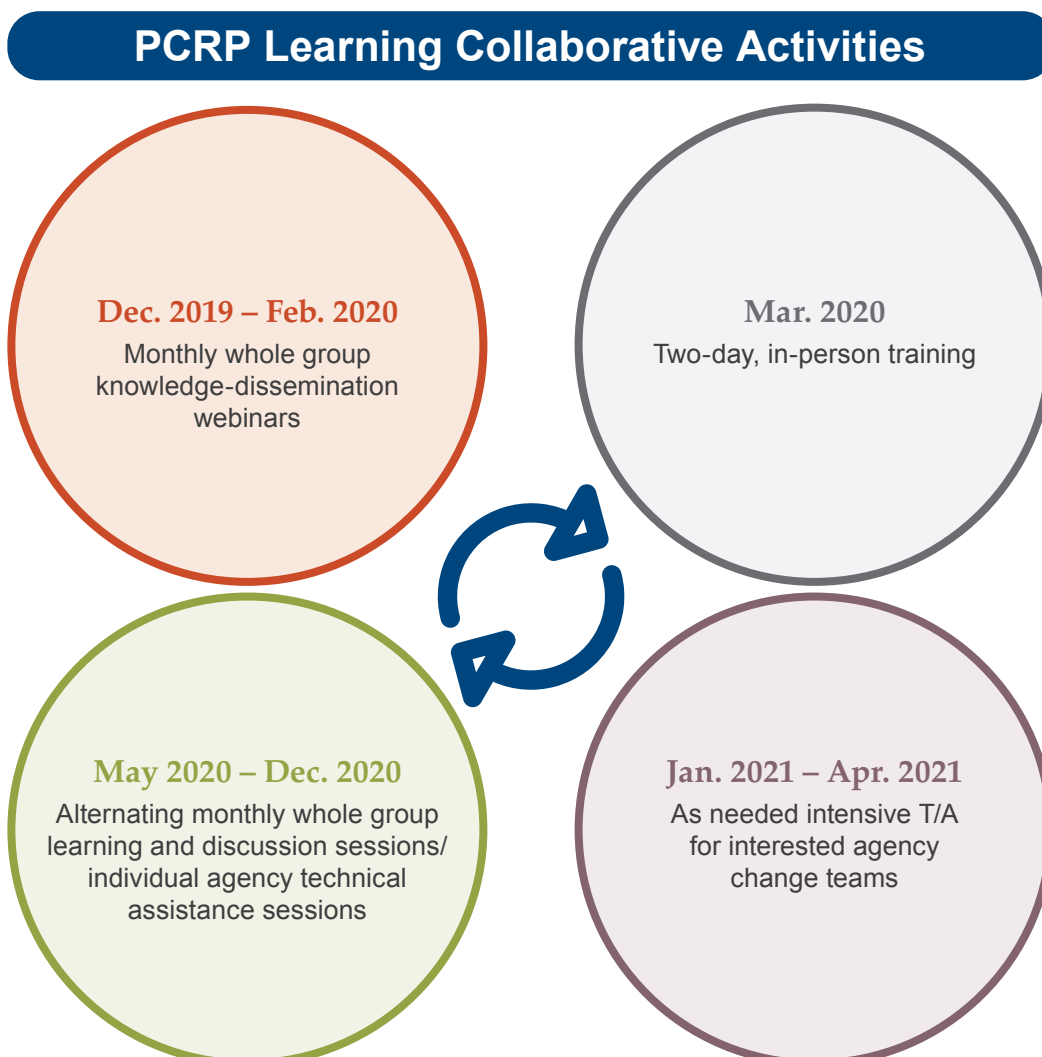 PCRP Learning Collaborative Activities
Dec. 2019 – Feb. 2020
Monthly whole group
knowledge-dissemination
webinars
Mar. 2020
Two-day, in-person training
May 2020 – Dec. 2020
Alternating monthly whole group
learning and discussion sessions/
individual agency technical
assistance sessions
Jan. 2021 – Apr. 2021
As needed intensive T/A
for interested agency
change teams